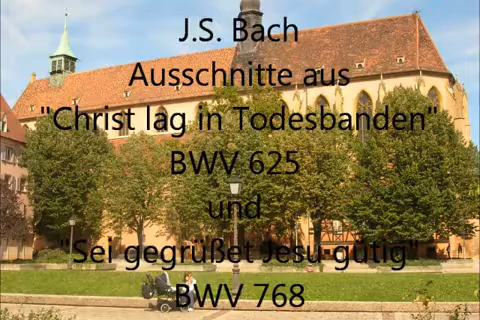 J.S. Bach
Ausschnitte aus
"Christ lag in Todesbanden"
BWV 625
und
"Sei gegrüßet Jesu gütig"
BWV 768